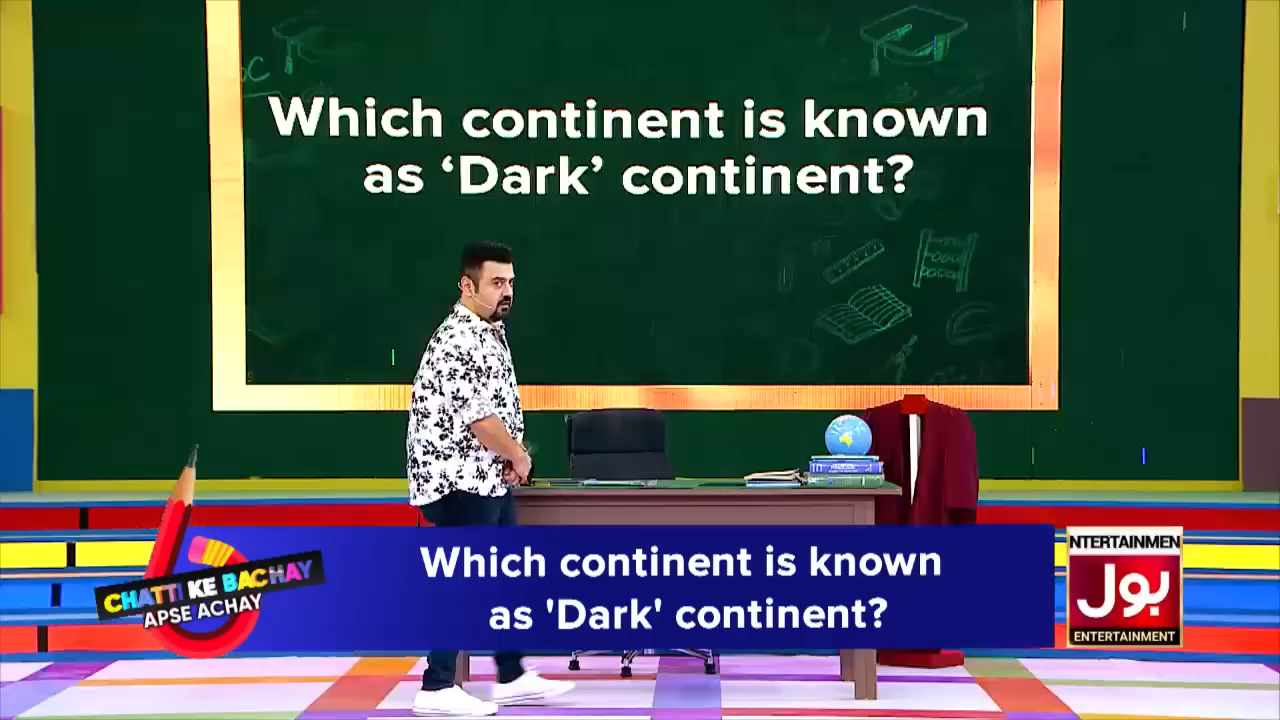 Which continent is known
as ‘Dark’ continent?
Which continent is known
as 'Dark' continent?
6
CHATTI KE BACHAY
APSE ACHAY
NTERTAINMEN
بول
ENTERTAINMENT